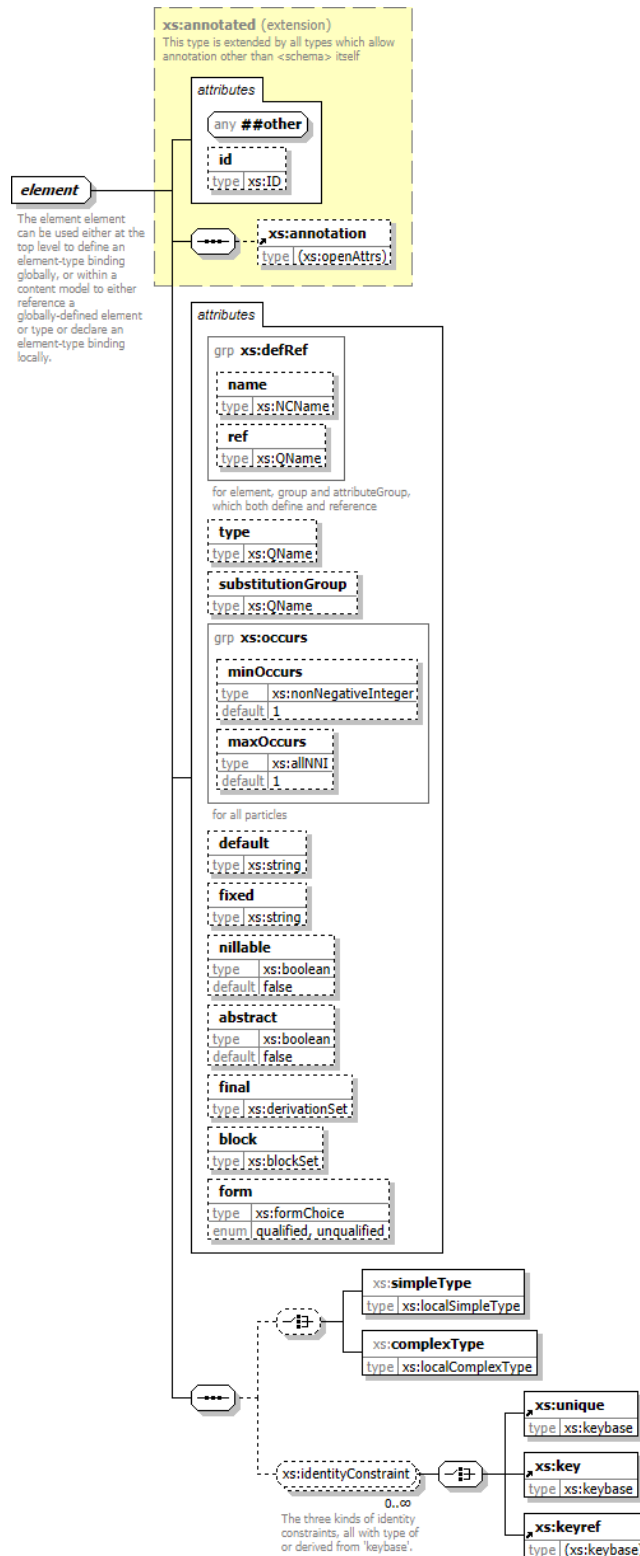 xs:annotated (extension)
This type is extended by all types which allow
annotation other than <schema> itself
attributes
any ##other
id
type xs:ID
element
The element element
can be used either at the
top level to define an
element-type binding
globally, or within a
content model to either
reference a
globally-defined element
or type or declare an
element-type binding
locally.
xs:annotation
type (xs:openAttrs)
attributes
grp xs:defRef
name
type xs:NCName
ref
type xs:QName
for element, group and attributeGroup,
which both define and reference
type
type xs:QName
substitutionGroup
type xs:QName
grp xs:occurs
minOccurs
type xs:nonNegativeInteger
default 1
maxOccurs
type xs:allNNI
default 1
for all particles
default
type xs:string
fixed
type xs:string
nillable
type xs:boolean
default false
abstract
type xs:boolean
default false
final
type xs:derivationSet
block
type xs:blockSet
form
type xs:formChoice
enum qualified, unqualified
xs:simpleType
type xs:localSimpleType
xs:complexType
type xs:localComplexType
xs:identityConstraint
0..∞
The three kinds of identity
constraints, all with type of
or derived from 'keybase'.
xs:unique
type xs:keybase
xs:key
type xs:keybase
xs:keyref
type (xs:keybase)